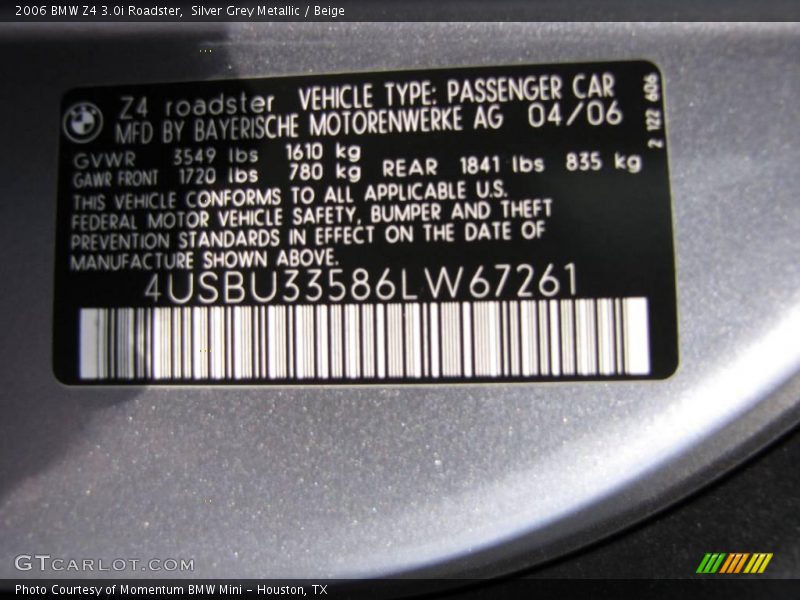 2006 BMW Z4 3.0i Roadster,  Silver Grey Metallic / Beige
Z4 roadster VEHICLE TYPE: PASSENGER CAR
MFD BY BAYERISCHE MOTORENWERKE AG 04/06
GVWR 3549 lbs 1610 kg
GAWR FRONT 1720 lbs 780 kg REAR 1841 lbs 835 kg
THIS VEHICLE CONFORMS TO ALL APPLICABLE U.S.
FEDERAL MOTOR VEHICLE SAFETY, BUMPER AND THEFT
PREVENTION STANDARDS IN EFFECT ON THE DATE OF
MANUFACTURE SHOWN ABOVE.
4USBU33586LW67261
2 122 606
GTCARLOT.COM
Photo Courtesy of Momentum BMW Mini - Houston, TX